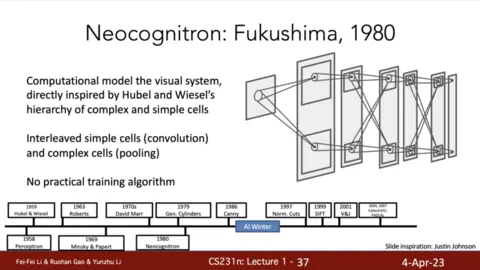 Neocognitron: Fukushima, 1980
Computational model the visual system,
directly inspired by Hubel and Wiesel's
hierarchy of complex and simple cells
Interleaved simple cells (convolution)
and complex cells (pooling)
No practical training algorithm
1959
Hubel & Wiesel
1963
Roberts
1970s
David Marr
1979
Gen. Cylinders
1986
Canny
1997
Norm. Cuts
1999
SIFT
2001
V&J
AI Winter
1958
Perceptron
1969
Minsky & Papert
1980
Neocognitron
Slide inspiration: Justin Johnson
Fei-Fei Li & Ruohan Gao & Yunzhu Li
CS231n: Lecture 1 - 37
4-Apr-23